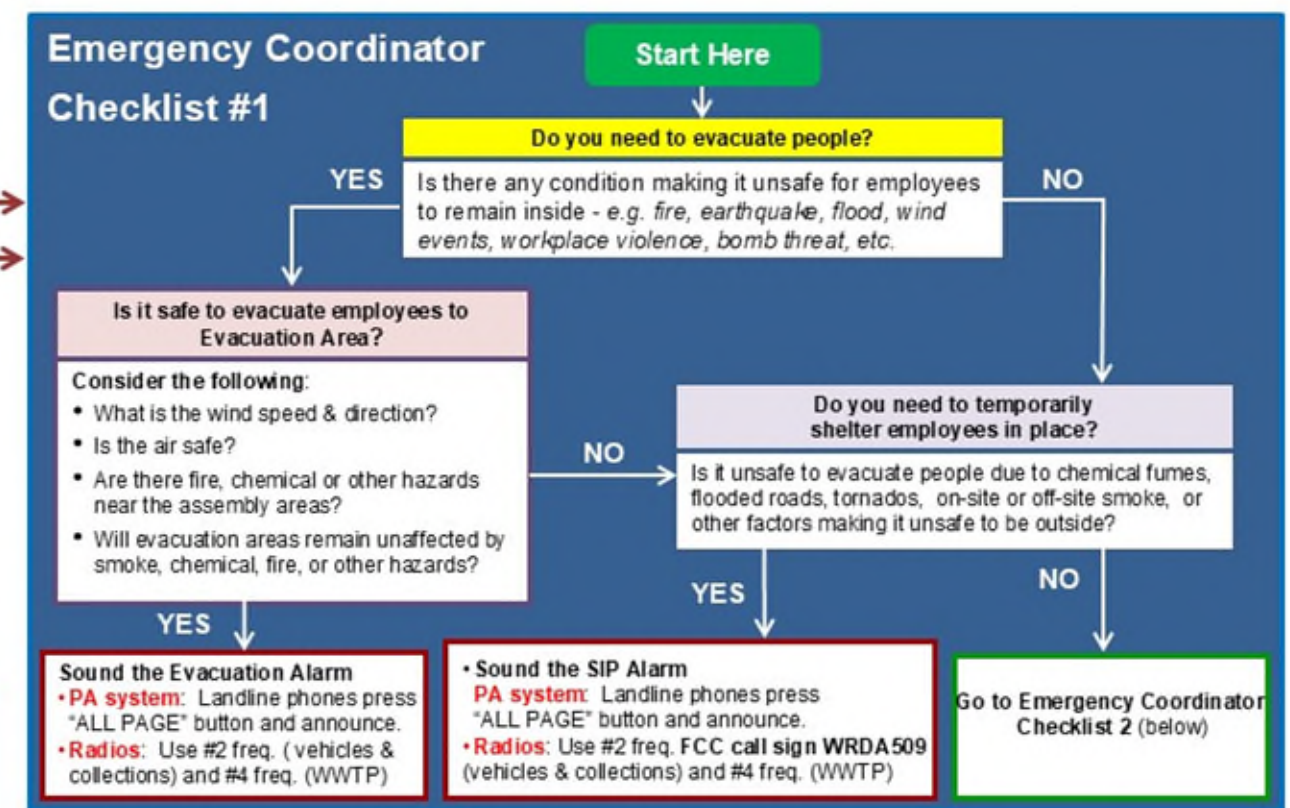 Emergency Coordinator
Checklist #1
Start Here
Do you need to evacuate people?
YES
Is there any condition making it unsafe for employees
to remain inside - e.g. fire, earthquake, flood, wind
events, workplace violence, bomb threat, etc.
NO
Is it safe to evacuate employees to
Evacuation Area?
Consider the following:
• What is the wind speed & direction?
• Is the air safe?
• Are there fire, chemical or other hazards
near the assembly areas?
• Will evacuation areas remain unaffected by
smoke, chemical, fire, or other hazards?
NO
Do you need to temporarily
shelter employees in place?
Is it unsafe to evacuate people due to chemical fumes,
flooded roads, tornados, on-site or off-site smoke, or
other factors making it unsafe to be outside?
YES
YES
NO
Sound the Evacuation Alarm
• PA system: Landline phones press
"ALL PAGE" button and announce.
• Radios: Use #2 freq. ( vehicles &
collections) and #4 freq. (WWTP)
• Sound the SIP Alarm
PA system: Landline phones press
"ALL PAGE" button and announce.
• Radios: Use #2 freq. FCC call sign WRDA509
(vehicles & collections) and #4 freq. (WWTP)
Go to Emergency Coordinator
Checklist 2 (below)